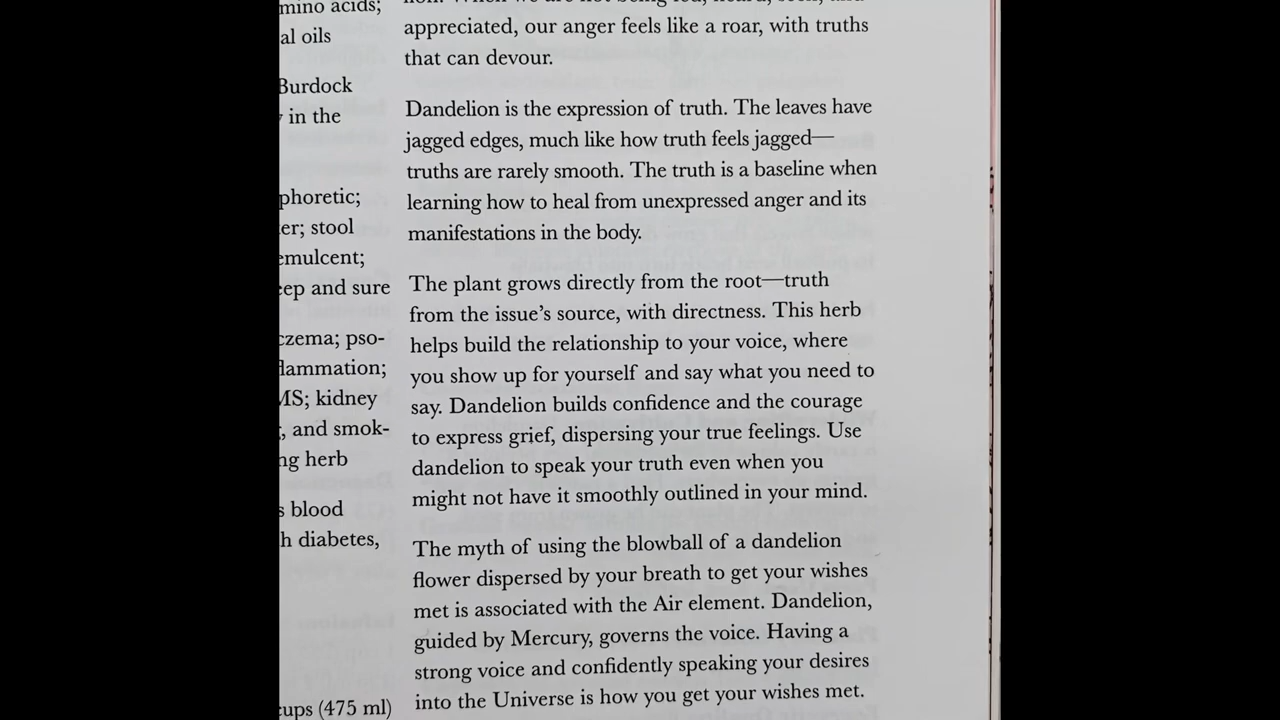 mino acids;
al oils
Burdock
in the
phoretic;
er; stool
emulcent;
eep and sure
czema; pso-
lammation;
MS; kidney
, and smok-
ng herb
s blood
h diabetes,
cups (475 ml)
appreciated, our anger feels like a roar, with truths
that can devour.
Dandelion is the expression of truth. The leaves have
jagged edges, much like how truth feels jagged—
truths are rarely smooth. The truth is a baseline when
learning how to heal from unexpressed anger and its
manifestations in the body.
The plant grows directly from the root—truth
from the issue’s source, with directness. This herb
helps build the relationship to your voice, where
you show up for yourself and say what you need to
say. Dandelion builds confidence and the courage
to express grief, dispersing your true feelings. Use
dandelion to speak your truth even when you
might not have it smoothly outlined in your mind.
The myth of using the blowball of a dandelion
flower dispersed by your breath to get your wishes
met is associated with the Air element. Dandelion,
guided by Mercury, governs the voice. Having a
strong voice and confidently speaking your desires
into the Universe is how you get your wishes met.